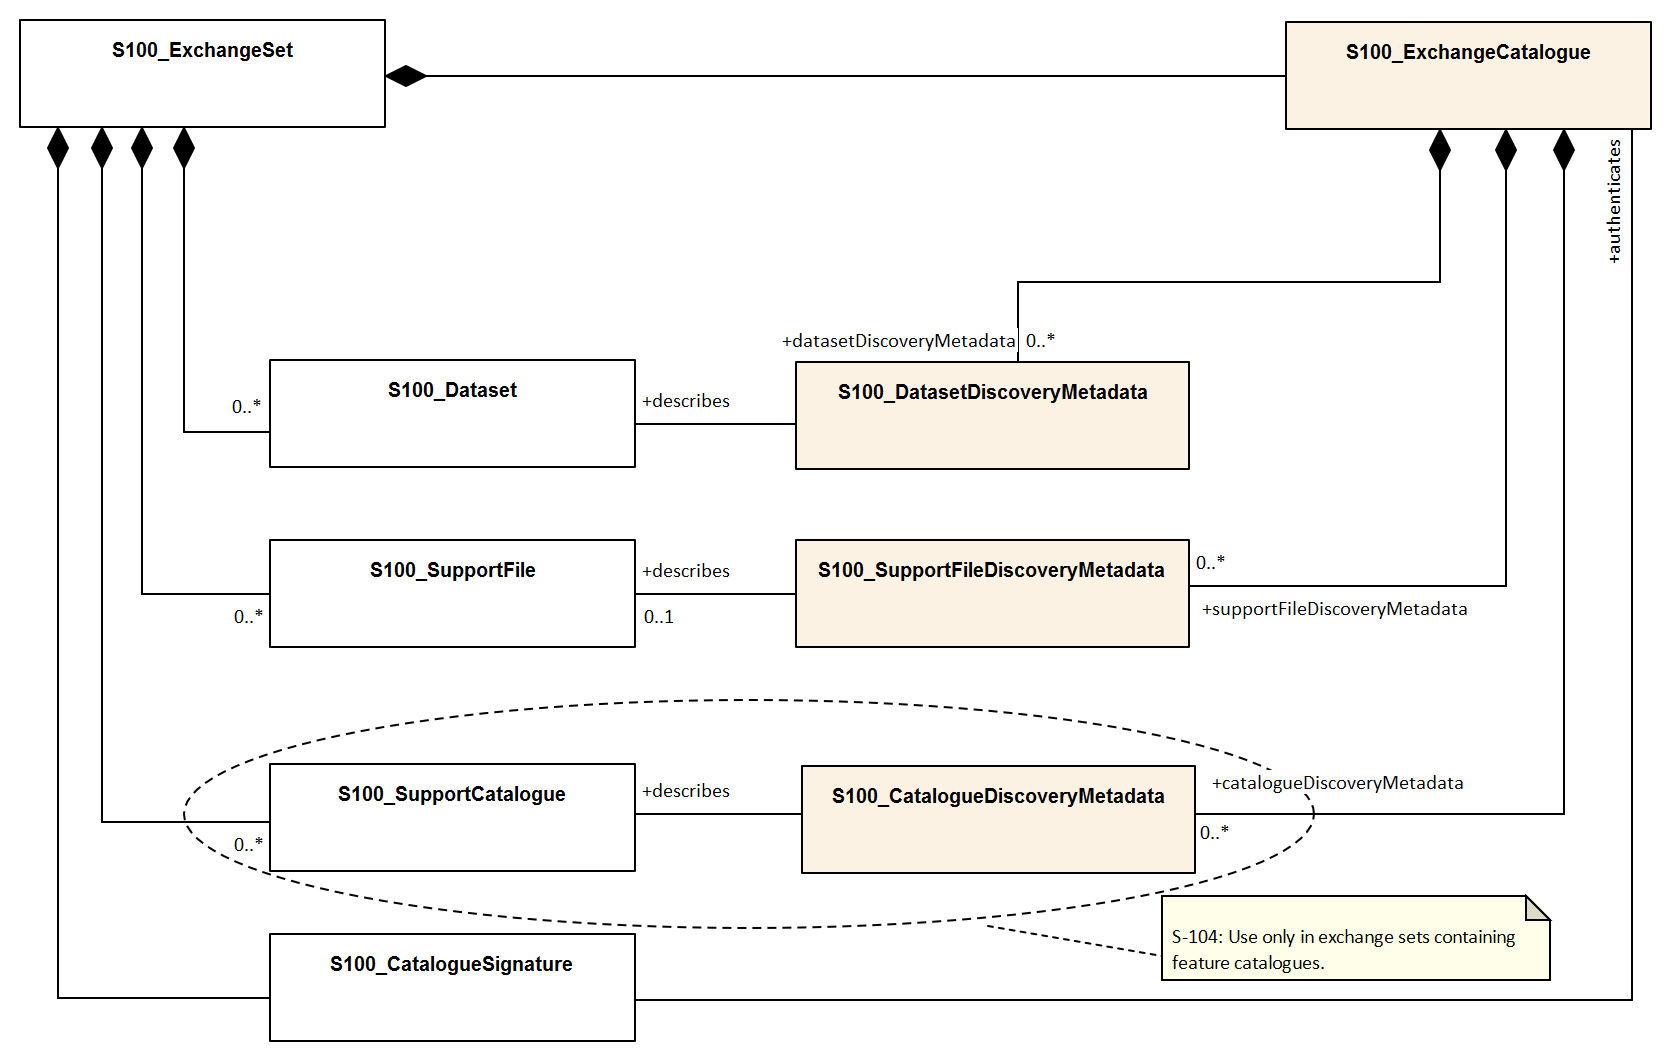 S100_ExchangeSet
S100_ExchangeCatalogue
+authenticates
+datasetDiscoveryMetadata
0..*
S100_Dataset
0..*
+describes
S100_DatasetDiscoveryMetadata
S100_SupportFile
0..*
+describes
0..1
S100_SupportFileDiscoveryMetadata
0..*
+supportFileDiscoveryMetadata
S100_SupportCatalogue
0..*
+describes
S100_CatalogueDiscoveryMetadata
+catalogueDiscoveryMetadata
0..*
S-104: Use only in exchange sets containing
feature catalogues.
S100_CatalogueSignature